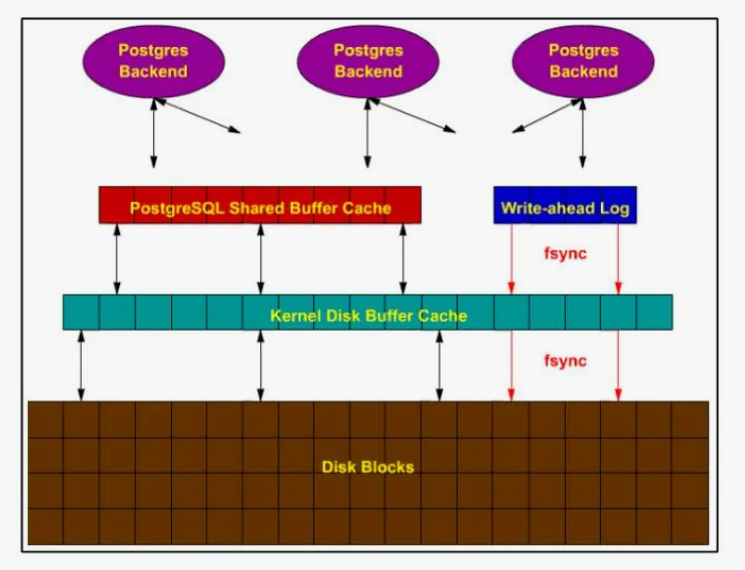 Postgres
Backend
Postgres
Backend
Postgres
Backend
PostgreSQL Shared Buffer Cache
Write-ahead Log
fsync
Kernel Disk Buffer Cache
fsync
Disk Blocks